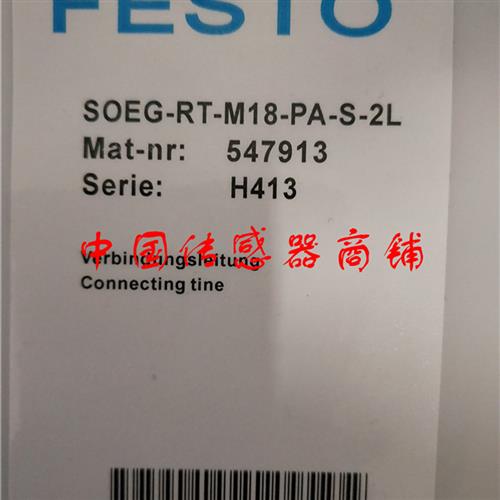 FESTO
SOEG-RT-M18-PA-S-2L
Mat-nr: 547913
Serie: H413
中国传感器商铺
Verbindungsleitung
Connecting tine